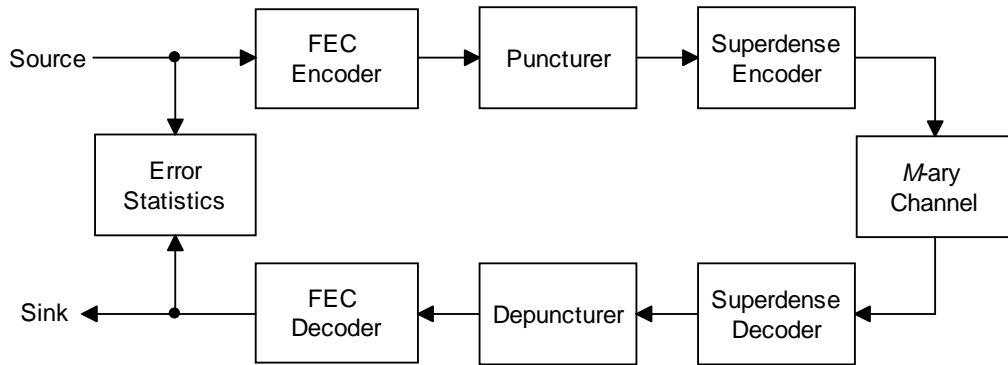 Source
FEC
Encoder
Puncturer
Superdense
Encoder
Error
Statistics
M-ary
Channel
Sink
FEC
Decoder
Depuncturer
Superdense
Decoder